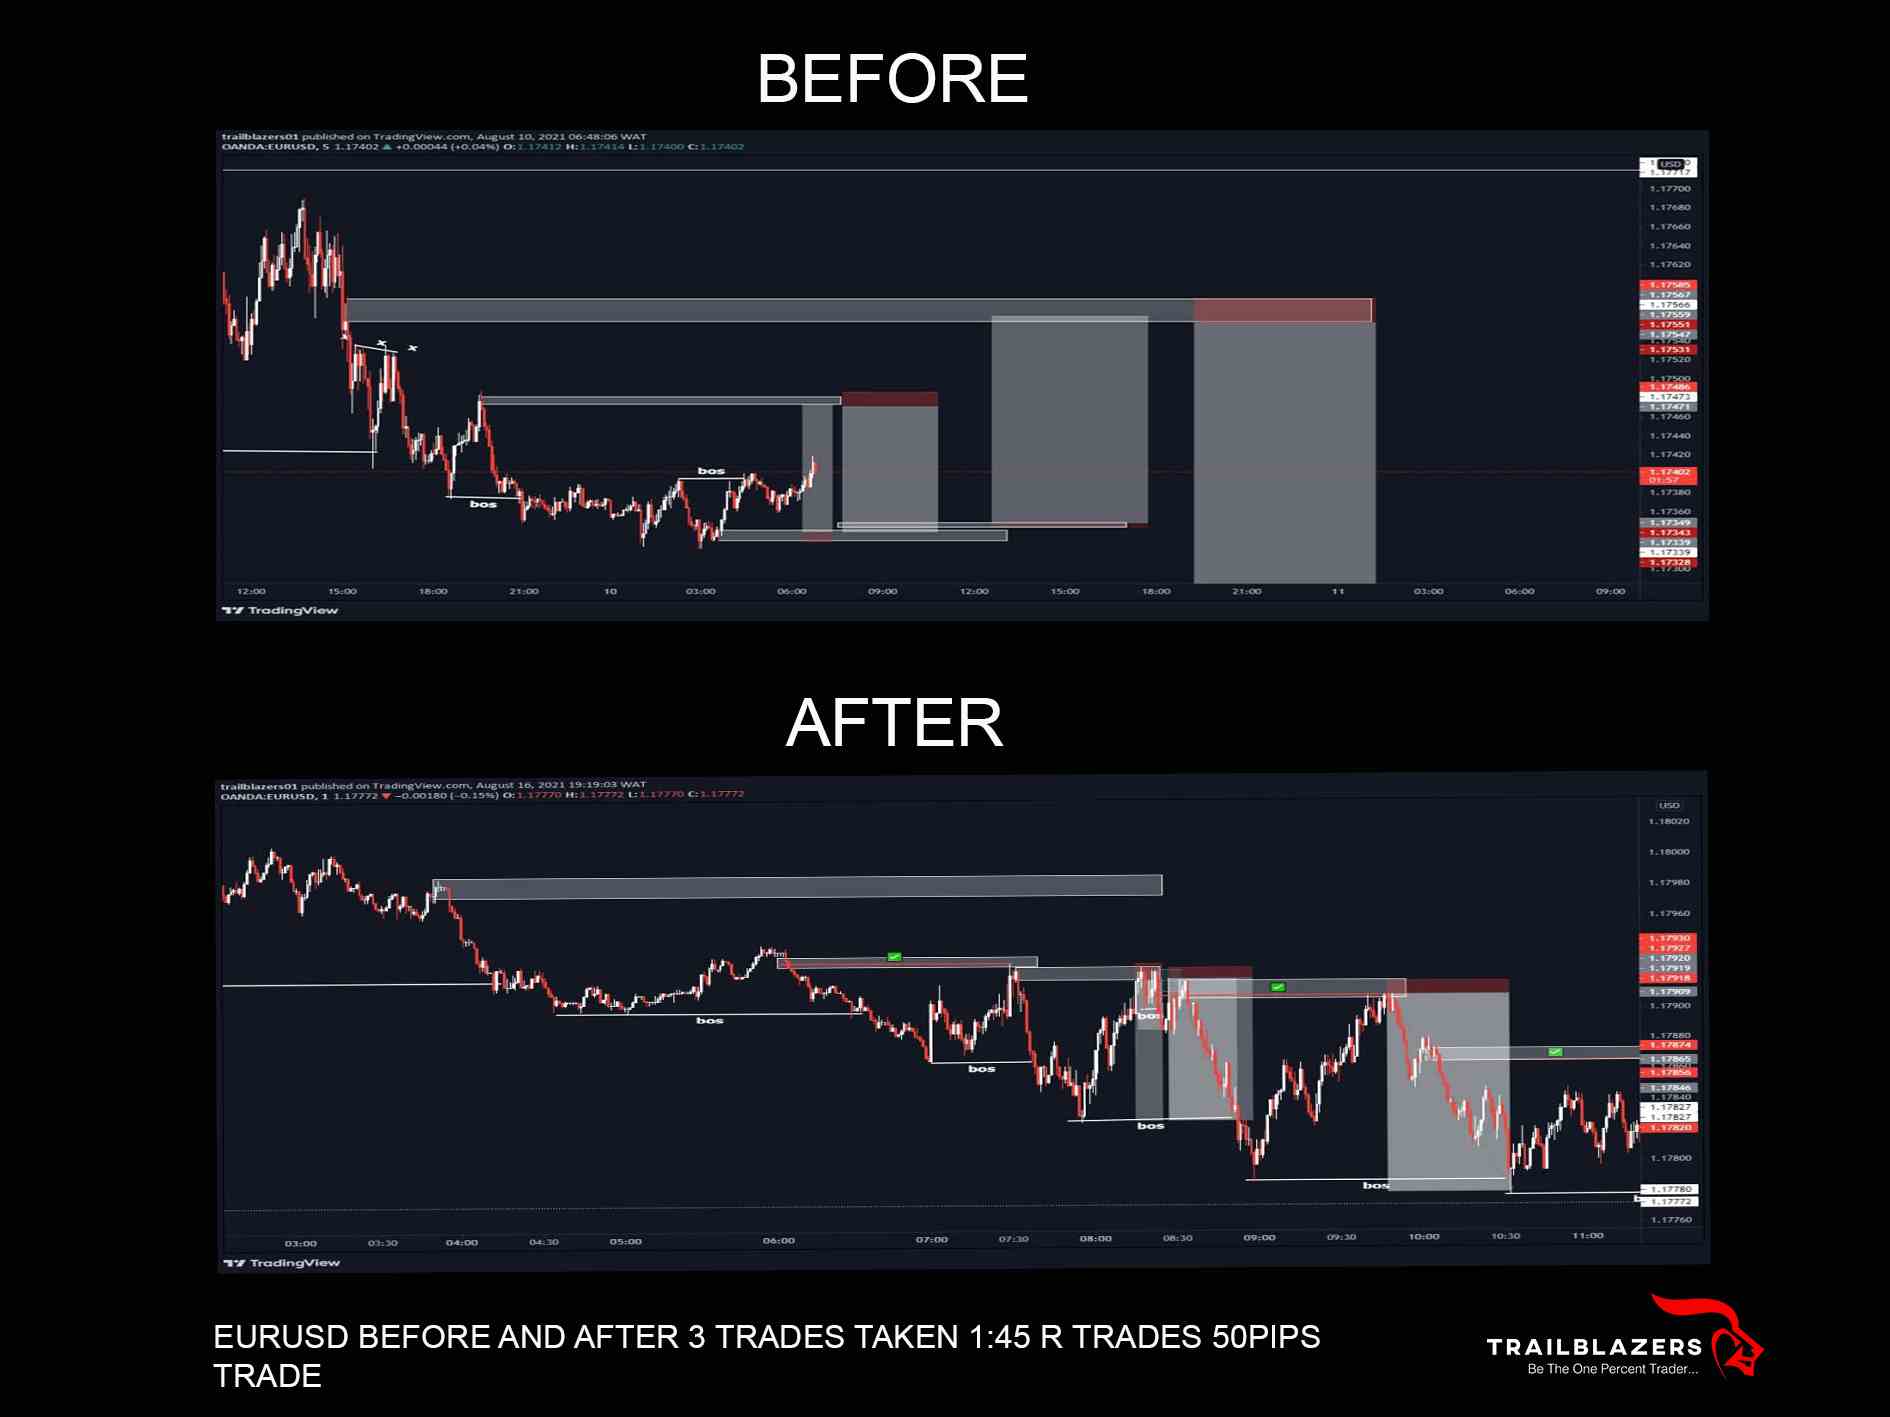 BEFORE
trailblazers01 published on TradingView.com, August 10, 2021 06:48:06 WAT
OANDA:EURUSD, 5 1.17402 ▲ +0.00044 (+0.04%) O:1.17412 H:1.17414 L:1.17400 C:1.17402
USD
1.17717
1.17700
1.17680
1.17660
1.17640
1.17620
1.17585
1.17567
1.17566
1.17559
1.17551
1.17547
1.17540
1.17531
1.17520
1.17500
1.17486
1.17473
1.17471
1.17460
1.17440
1.17420
bos
1.17402
01:57
1.17380
bos
1.17360
1.17349
1.17343
1.17339
1.17339
1.17328
1.17300
12:00 15:00 18:00 21:00 10 03:00 06:00 09:00 12:00 15:00 18:00 21:00 11 03:00 06:00 09:00
TradingView
AFTER
trailblazers01 published on TradingView.com, August 16, 2021 19:19:03 WAT
OANDA:EURUSD, 1 1.17772 ▼ −0.00180 (−0.15%) O:1.17770 H:1.17772 L:1.17770 C:1.17772
USD
1.18020
1.18000
1.17980
1.17960
1.17930
1.17927
1.17920
1.17919
1.17918
1.17909
1.17900
bos
bos
1.17880
1.17874
1.17865
bos
1.17856
1.17846
1.17840
1.17827
1.17827
bos
1.17820
1.17800
bos
1.17780
1.17772
1.17760
03:00 03:30 04:00 04:30 05:00 06:00 07:00 07:30 08:00 08:30 09:00 09:30 10:00 10:30 11:00
TradingView
EURUSD BEFORE AND AFTER 3 TRADES TAKEN 1:45 R TRADES 50PIPS
TRADE
TRAILBLAZERS
Be The One Percent Trader...